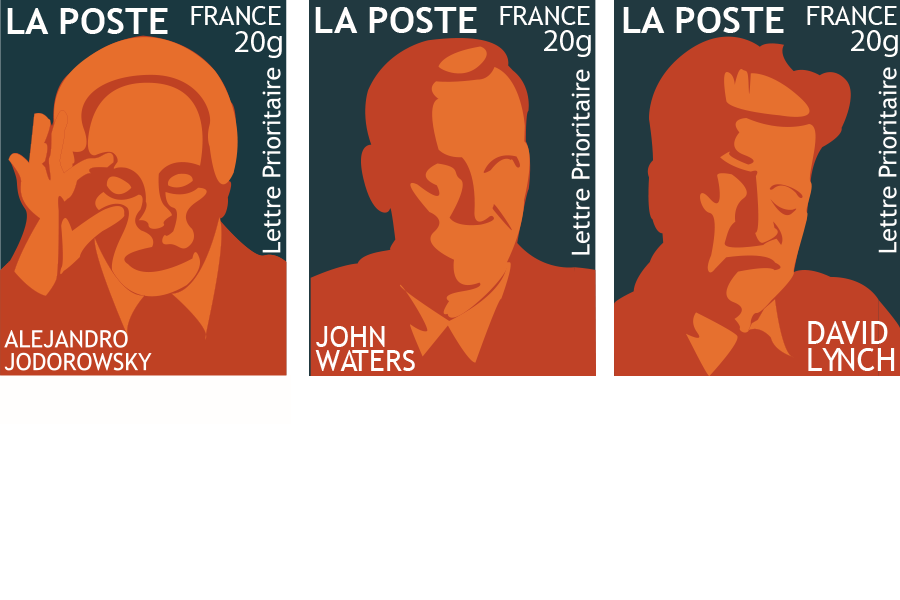 LA POSTE
FRANCE
20g
Lettre Prioritaire
ALEJANDRO
JODOROWSKY
LA POSTE
FRANCE
20g
Lettre Prioritaire
JOHN
WATERS
LA POSTE
FRANCE
20g
Lettre Prioritaire
DAVID
LYNCH